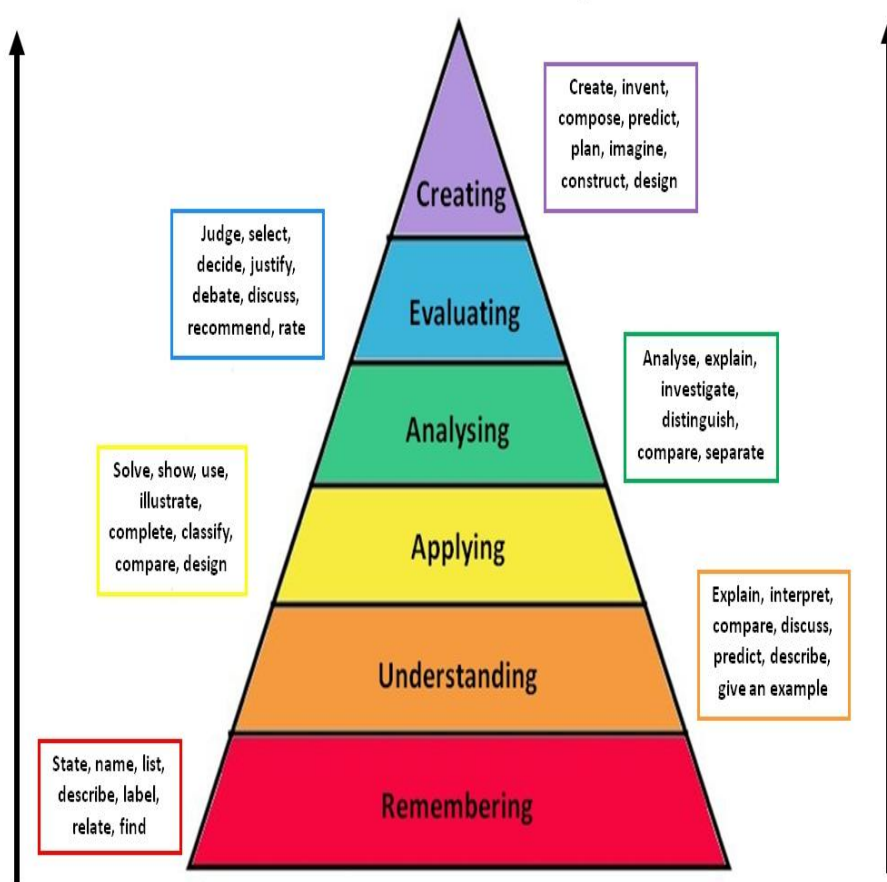 Create, invent,
compose, predict,
plan, imagine,
construct, design
Creating
Judge, select,
decide, justify,
debate, discuss,
recommend, rate
Evaluating
Analyse, explain,
investigate,
distinguish,
compare, separate
Analysing
Solve, show, use,
illustrate,
complete, classify,
compare, design
Applying
Explain, interpret,
compare, discuss,
predict, describe,
give an example
Understanding
State, name, list,
describe, label,
relate, find
Remembering